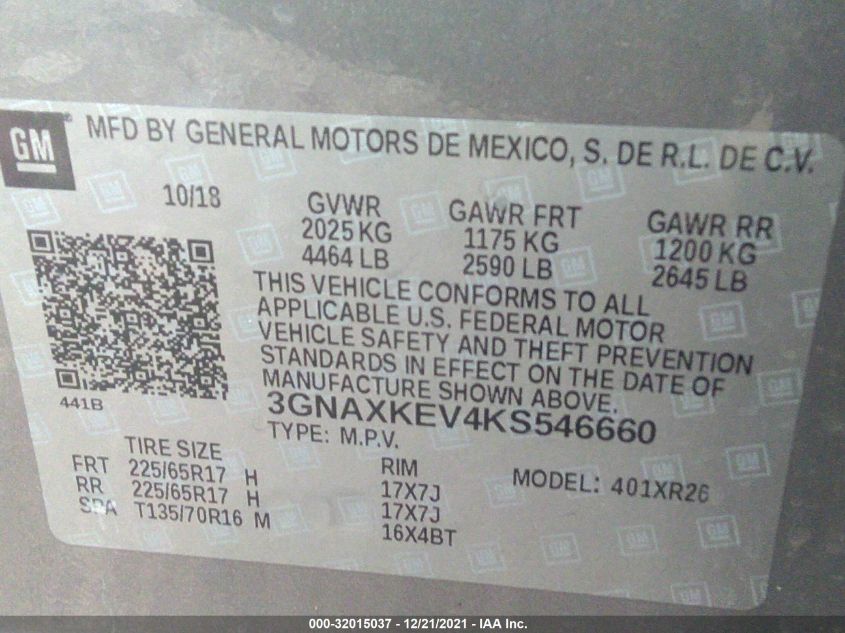 GM MFD BY GENERAL MOTORS DE MEXICO, S. DE R.L. DE C.V.
10/18 GVWR GAWR FRT GAWR RR
2025 KG 1175 KG 1200 KG
4464 LB 2590 LB 2645 LB
THIS VEHICLE CONFORMS TO ALL
APPLICABLE U.S. FEDERAL MOTOR
VEHICLE SAFETY AND THEFT PREVENTION
STANDARDS IN EFFECT ON THE DATE OF
MANUFACTURE SHOWN ABOVE.
441B
3GNAXKEV4KS546660
TYPE: M.P.V.
TIRE SIZE RIM MODEL: 401XR26
FRT 225/65R17 H 17X7J
RR 225/65R17 H 17X7J
SPA T135/70R16 M 16X4BT
000-32015037 - 12/21/2021 - IAA Inc.